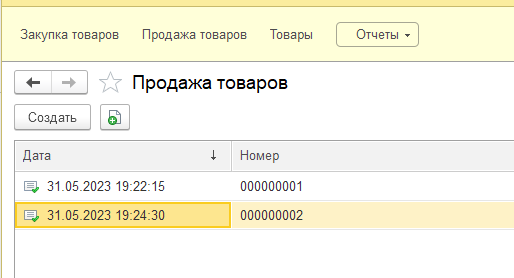 Закупка товаров Продажа товаров Товары Отчеты
Продажа товаров
Создать
Дата Номер
31.05.2023 19:22:15 000000001
31.05.2023 19:24:30 000000002